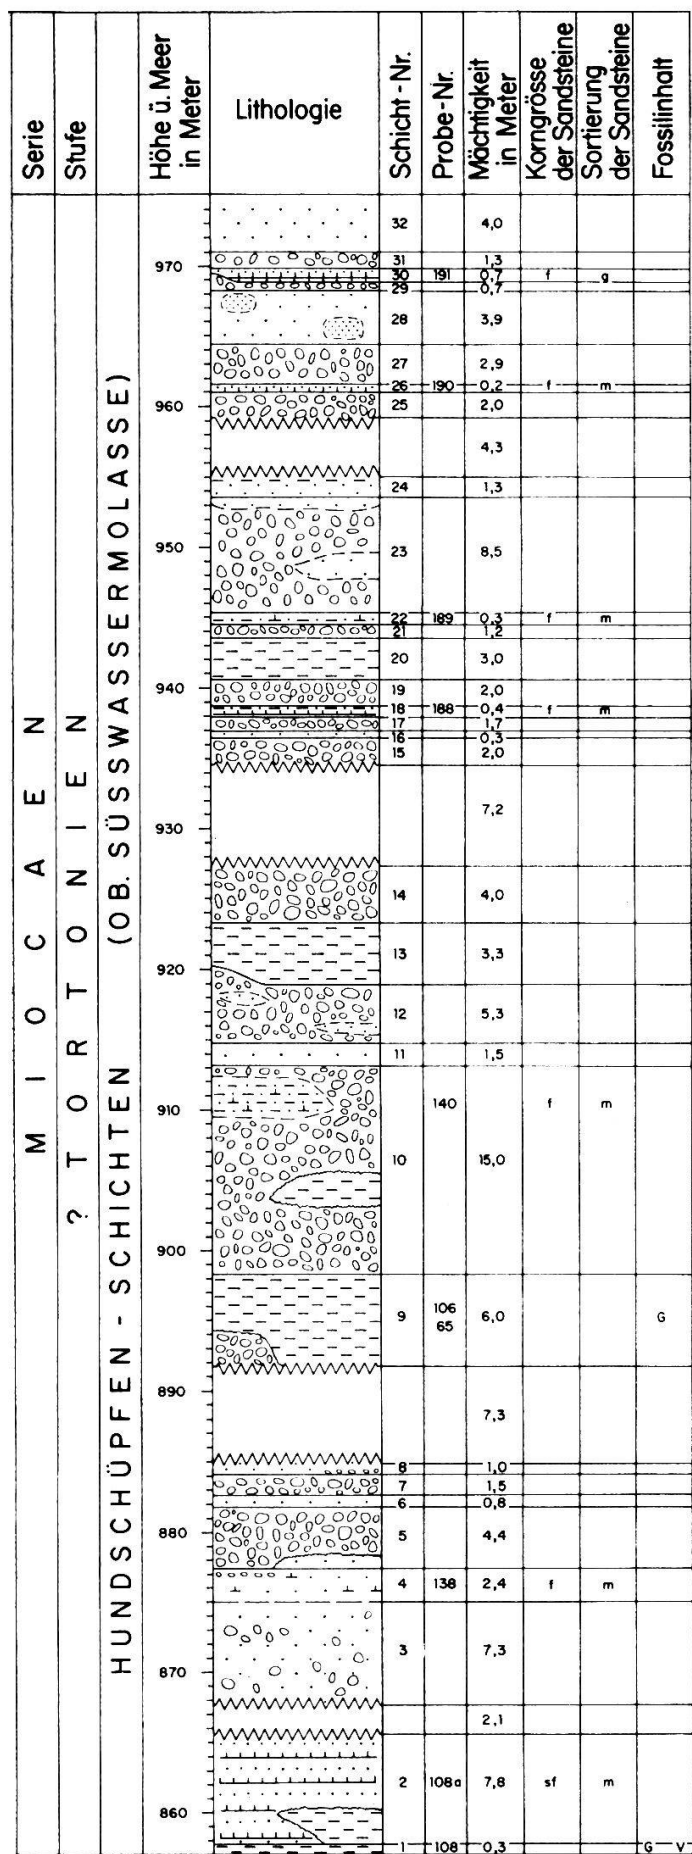 Serie
Stufe
Höhe ü. Meer in Meter
Lithologie
Schicht-Nr.
Probe-Nr.
Mächtigkeit in Meter
Korngrösse der Sandsteine
Sortierung der Sandsteine
Fossilinhalt
MIOCAEN
? TORTONIEN
HUNDSCHÜPFEN - SCHICHTEN (OB. SÜSSWASSERMOLASSE)
32 4,0
31 1,3
970
30 191 0,7 f g
29 0,7
28 3,9
27 2,9
26 190 0,2 f m
960
25 2,0
4,3
24 1,3
950
23 8,5
22 189 0,3 f m
21 1,2
20 3,0
940
19 2,0
18 188 0,4 f m
17 1,7
16 0,3
15 2,0
930
7,2
14 4,0
13 3,3
920
12 5,3
11 1,5
910
140 f m
10 15,0
900
9 106 6,0 G
65
890
7,3
8 1,0
7 1,5
6 0,8
880
5 4,4
4 138 2,4 f m
3 7,3
870
2,1
2 108a 7,8 sf m
860
1 108 0,3 G V